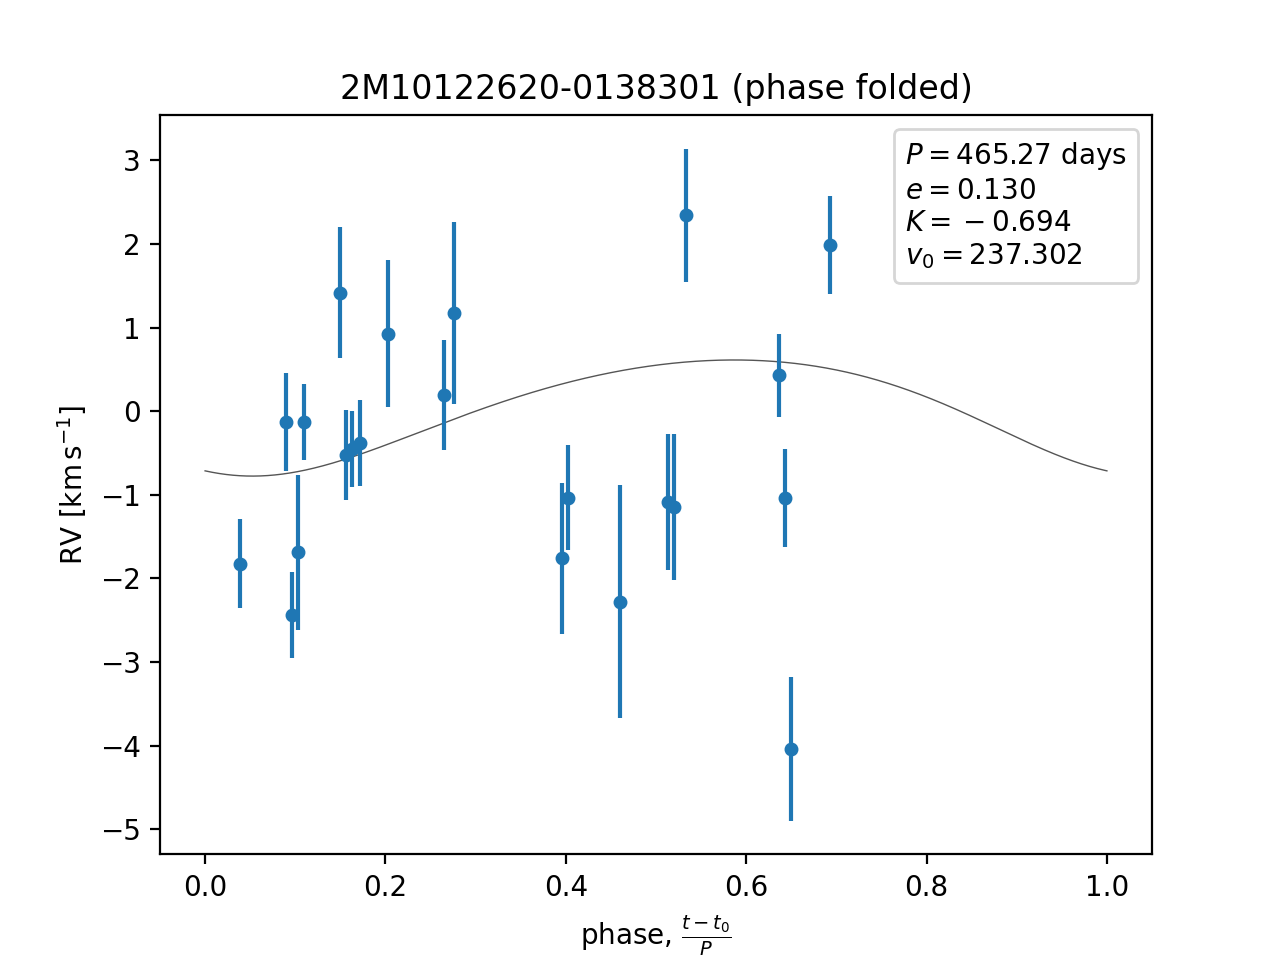 2M10122620-0138301 (phase folded)
P = 465.27 days
e = 0.130
K = −0.694
v₀ = 237.302
3
2
1
0
−1
−2
−3
−4
−5
RV [km s⁻¹]
0.0 0.2 0.4 0.6 0.8 1.0
phase, (t − t₀)/P